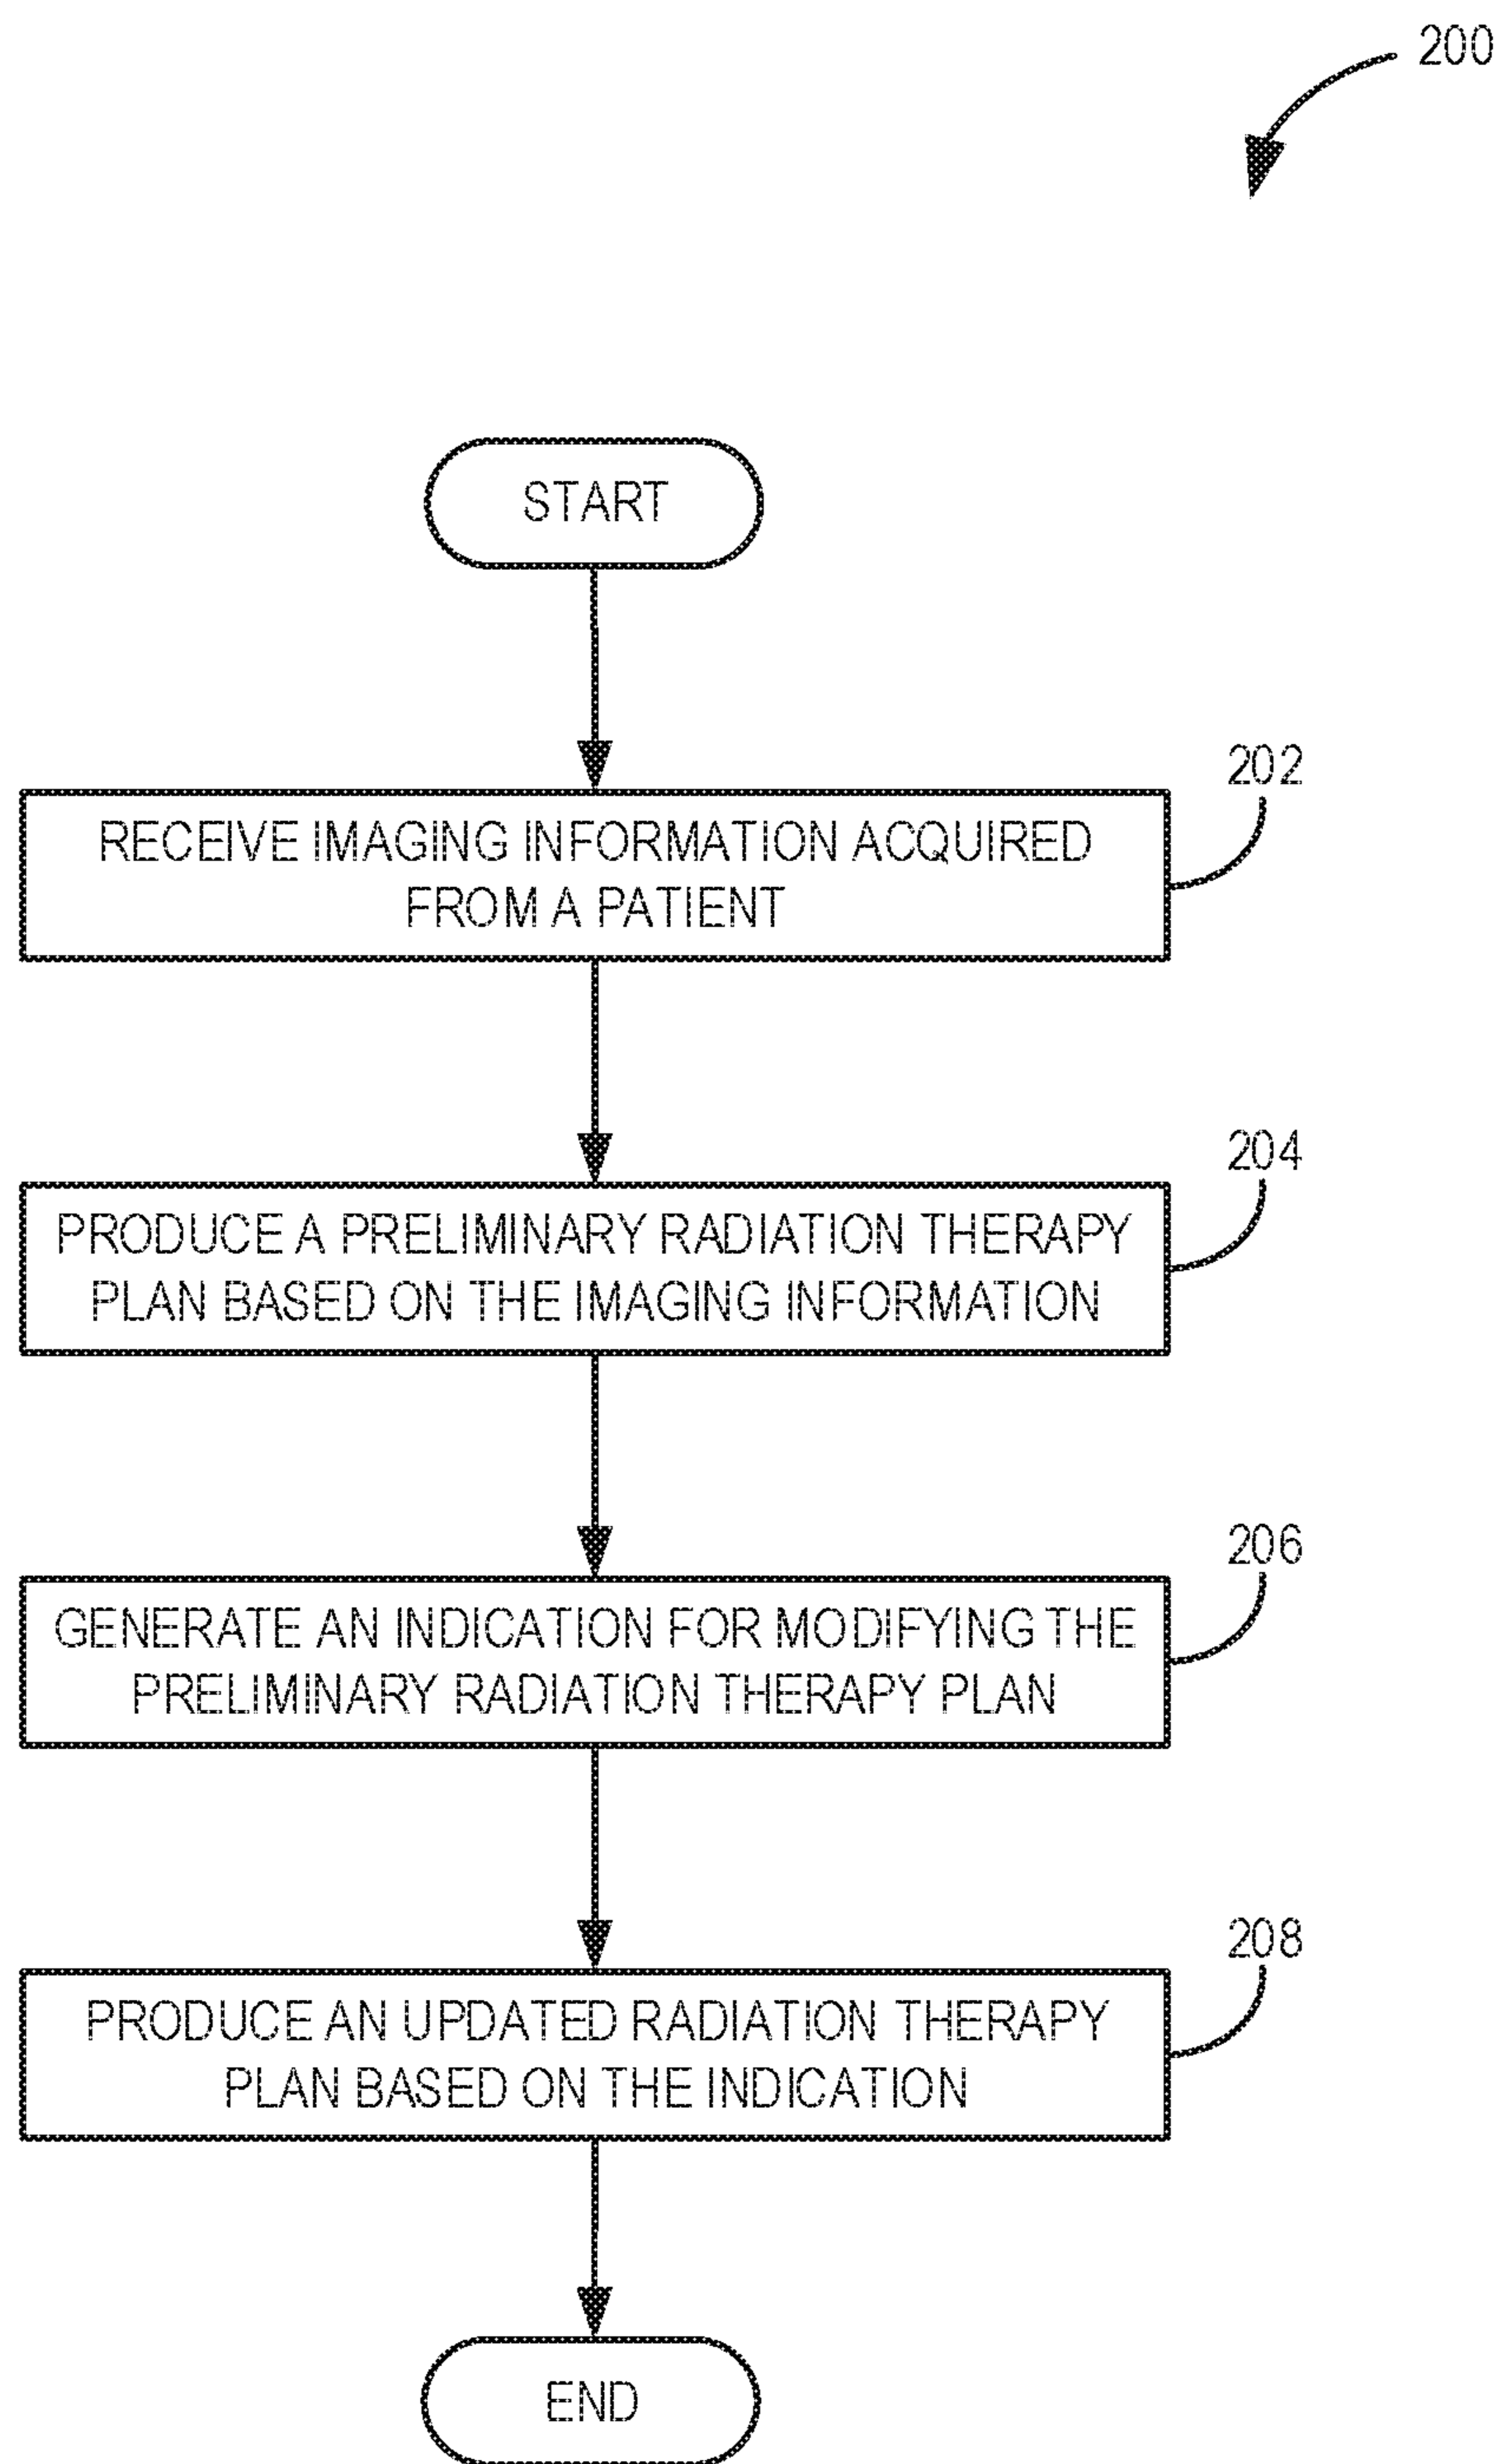 200
START
202
RECEIVE IMAGING INFORMATION ACQUIRED
FROM A PATIENT
204
PRODUCE A PRELIMINARY RADIATION THERAPY
PLAN BASED ON THE IMAGING INFORMATION
206
GENERATE AN INDICATION FOR MODIFYING THE
PRELIMINARY RADIATION THERAPY PLAN
208
PRODUCE AN UPDATED RADIATION THERAPY
PLAN BASED ON THE INDICATION
END